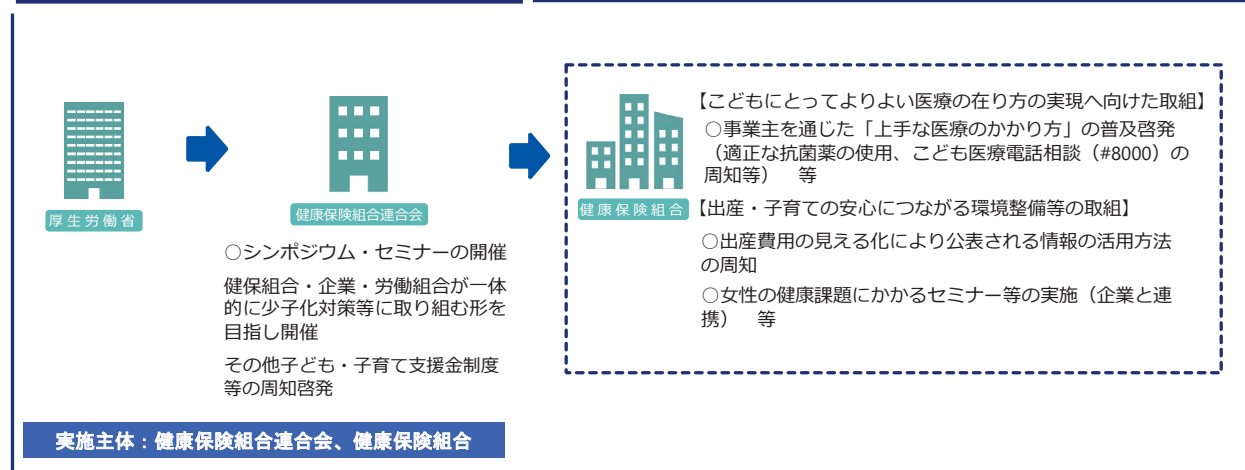 厚生労働省
健康保険組合連合会
○シンポジウム・セミナーの開催
健保組合・企業・労働組合が一体
的に少子化対策等に取り組む形を
目指し開催
その他子ども・子育て支援金制度
等の周知啓発
健康保険組合
【こどもにとってよりよい医療の在り方の実現へ向けた取組】
○事業主を通じた「上手な医療のかかり方」の普及啓発
（適正な抗菌薬の使用、こども医療電話相談（#8000）の
周知等）　等
【出産・子育ての安心につながる環境整備等の取組】
○出産費用の見える化により公表される情報の活用方法
の周知
○女性の健康課題にかかるセミナー等の実施（企業と連
携）　等
実施主体：健康保険組合連合会、健康保険組合